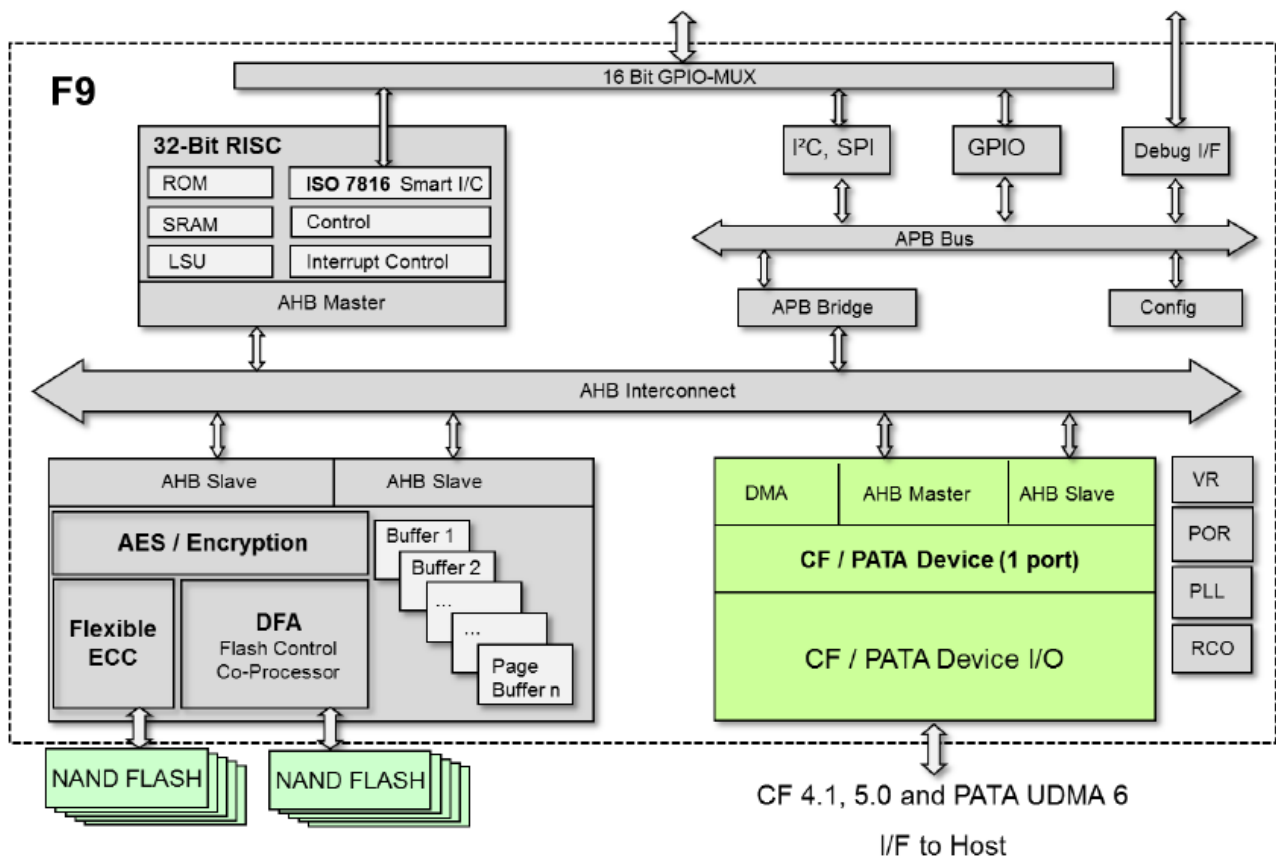 F9
16 Bit GPIO-MUX
32-Bit RISC
ROM
ISO 7816 Smart I/C
SRAM
Control
LSU
Interrupt Control
AHB Master
I²C, SPI
GPIO
Debug I/F
APB Bus
APB Bridge
Config
AHB Interconnect
AHB Slave
AHB Slave
AES / Encryption
Flexible
ECC
DFA
Flash Control
Co-Processor
Buffer 1
Buffer 2
...
...
Page
Buffer n
DMA
AHB Master
AHB Slave
CF / PATA Device (1 port)
CF / PATA Device I/O
VR
POR
PLL
RCO
NAND FLASH
NAND FLASH
CF 4.1, 5.0 and PATA UDMA 6
I/F to Host